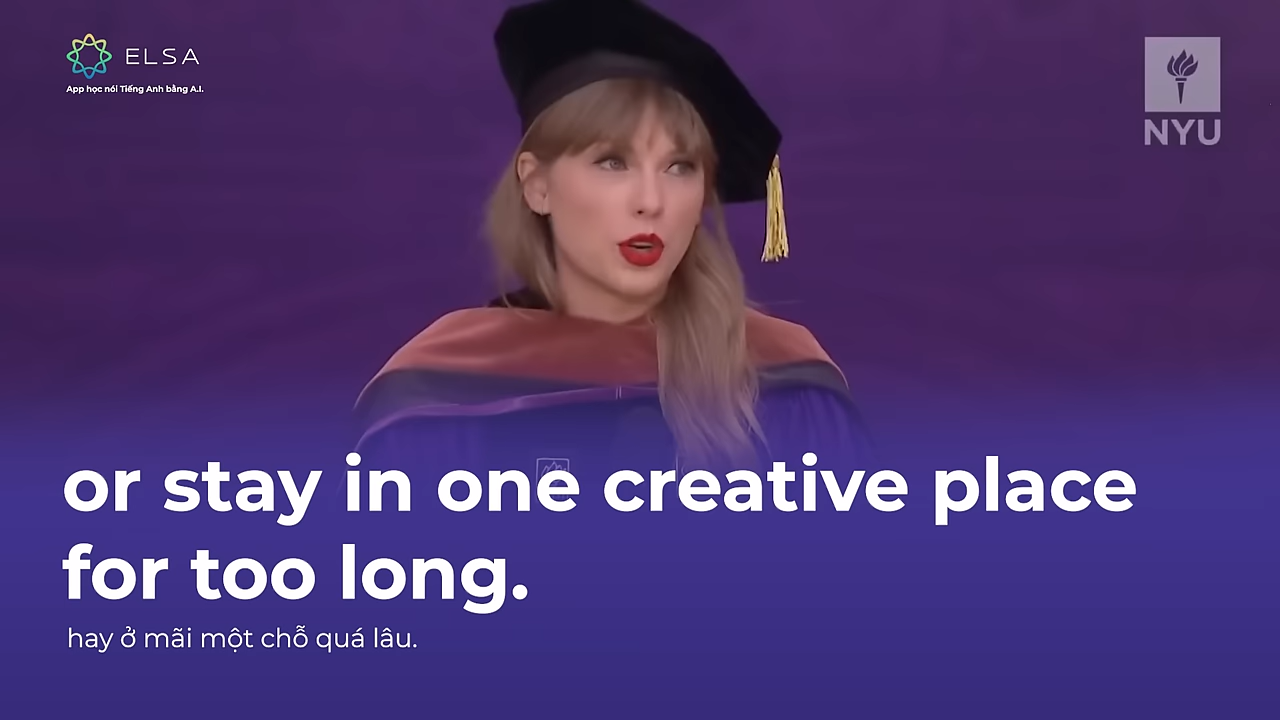 ELSA
App học nói Tiếng Anh bằng A.I.
NYU
or stay in one creative place
for too long.
hay ở mãi một chỗ quá lâu.